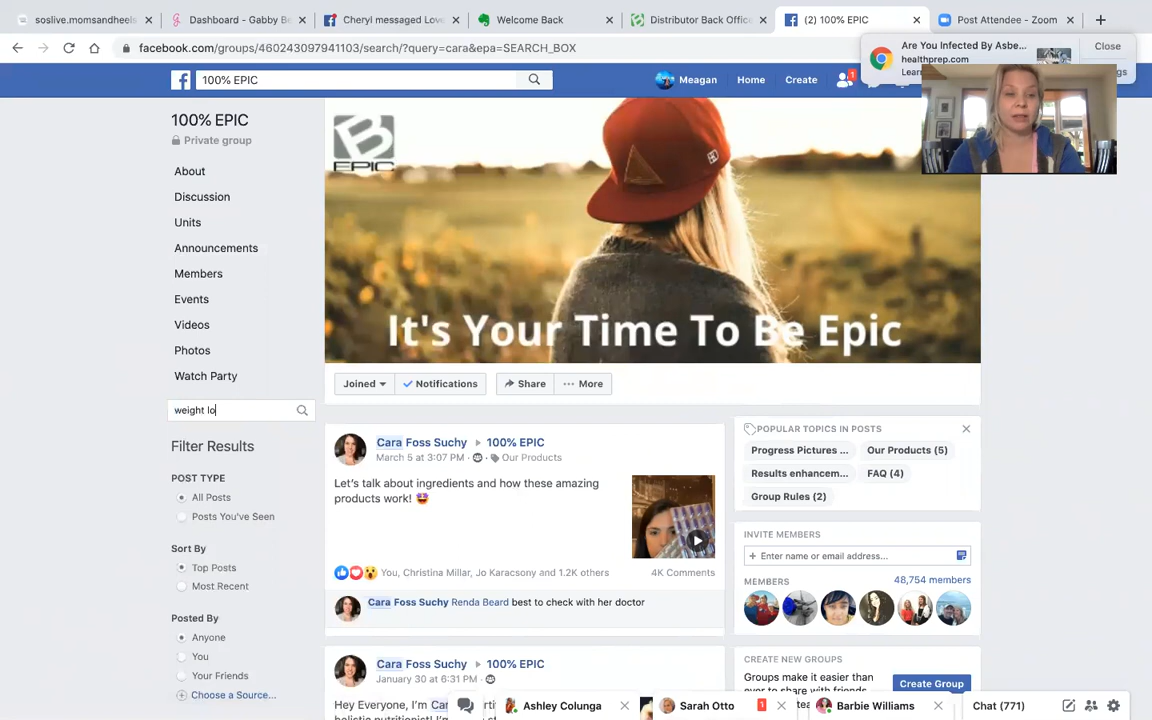 soslive.momsandheels
Dashboard - Gabby Be
Cheryl messaged Love
Welcome Back
Distributor Back Office
(2) 100% EPIC
Post Attendee - Zoom
facebook.com/groups/460243097941103/search/?query=cara&epa=SEARCH_BOX
Are You Infected By Asbe...
healthprep.com
Close
100% EPIC
Meagan
Home
Create
1
100% EPIC
Private group
About
Discussion
Units
Announcements
Members
Events
Videos
Photos
Watch Party
weight lo
Filter Results
POST TYPE
All Posts
Posts You've Seen
Sort By
Top Posts
Most Recent
Posted By
Anyone
You
Your Friends
Choose a Source...
B
EPIC
It's Your Time To Be Epic
Joined
Notifications
Share
More
Cara Foss Suchy ▸ 100% EPIC
March 5 at 3:07 PM · Our Products
Let's talk about ingredients and how these amazing
products work! 🤩
You, Christina Millar, Jo Karacsony and 1.2K others
4K Comments
Cara Foss Suchy Renda Beard best to check with her doctor
Cara Foss Suchy ▸ 100% EPIC
January 30 at 6:31 PM ·
Hey Everyone, I'm
POPULAR TOPICS IN POSTS
Progress Pictures ...
Our Products (5)
Results enhancem...
FAQ (4)
Group Rules (2)
INVITE MEMBERS
+ Enter name or email address...
MEMBERS
48,754 members
CREATE NEW GROUPS
Groups make it easier than
ever to share with friends,
Create Group
Ashley Colunga
Sarah Otto
1
Barbie Williams
Chat (771)